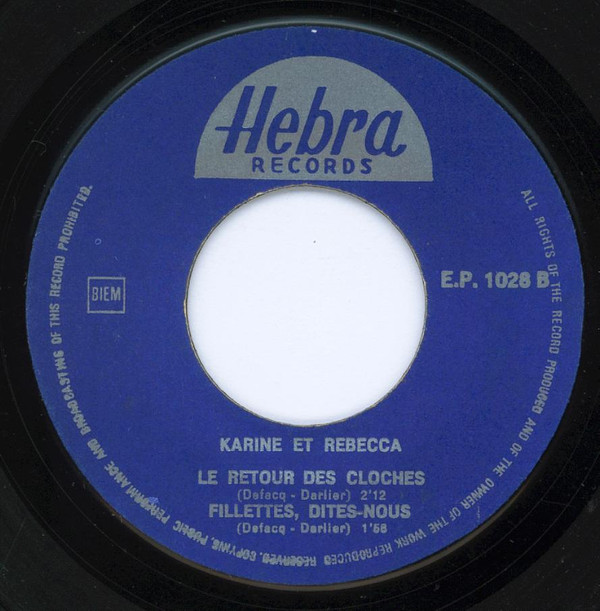 Hebra
RECORDS
ALL RIGHTS OF THE RECORD PRODUCED AND OF THE OWNER OF THE WORK REPRODUCED RESERVED. COPYING, PUBLIC PERFORMANCE AND BROADCASTING OF THIS RECORD PROHIBITED.
BIEM
E.P. 1028 B
KARINE ET REBECCA
LE RETOUR DES CLOCHES
(Defacq - Darlier) 2'12
FILLETTES, DITES-NOUS
(Defacq - Darlier) 1'56